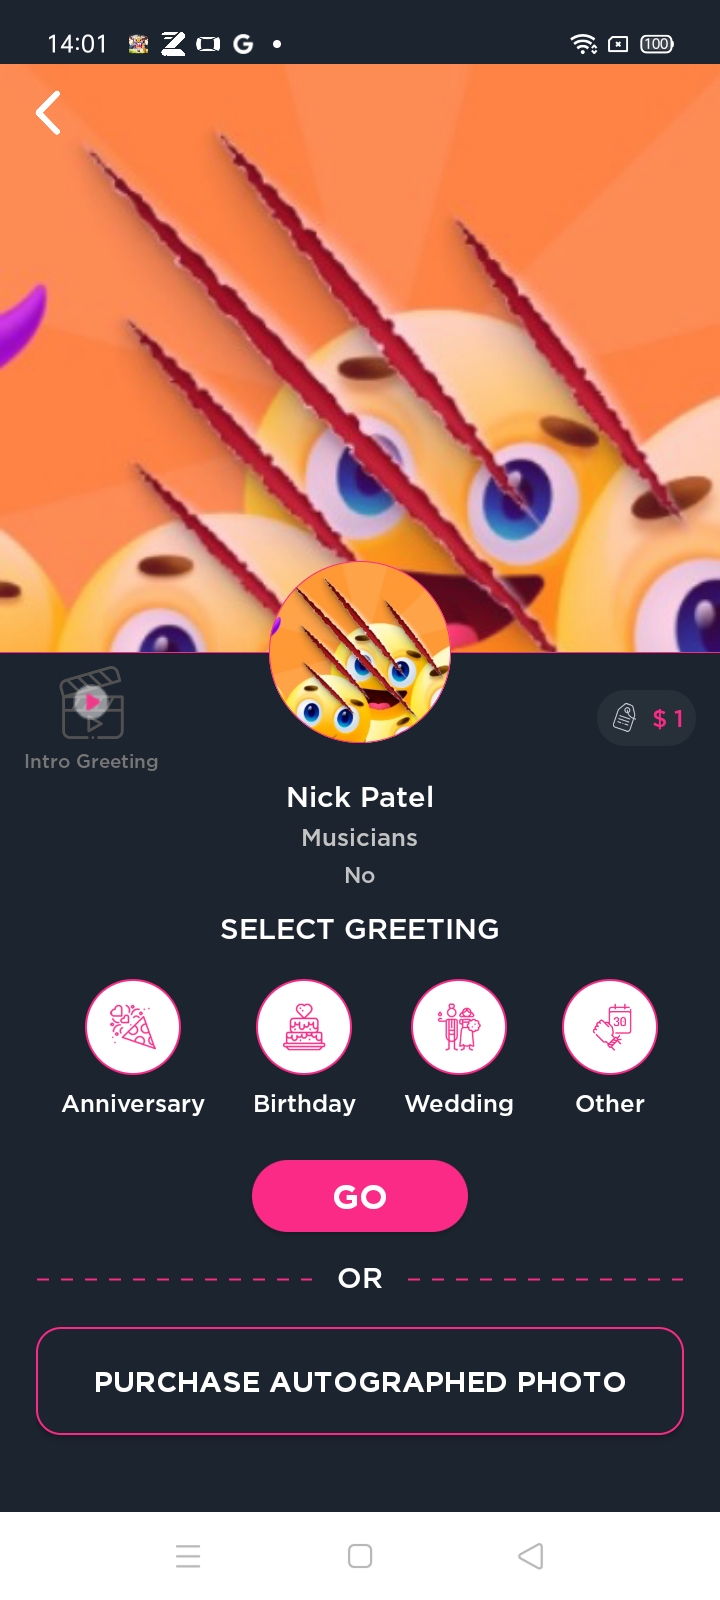 14:01
G
100
$ 1
Intro Greeting
Nick Patel
Musicians
No
SELECT GREETING
30
Anniversary
Birthday
Wedding
Other
GO
OR
PURCHASE AUTOGRAPHED PHOTO